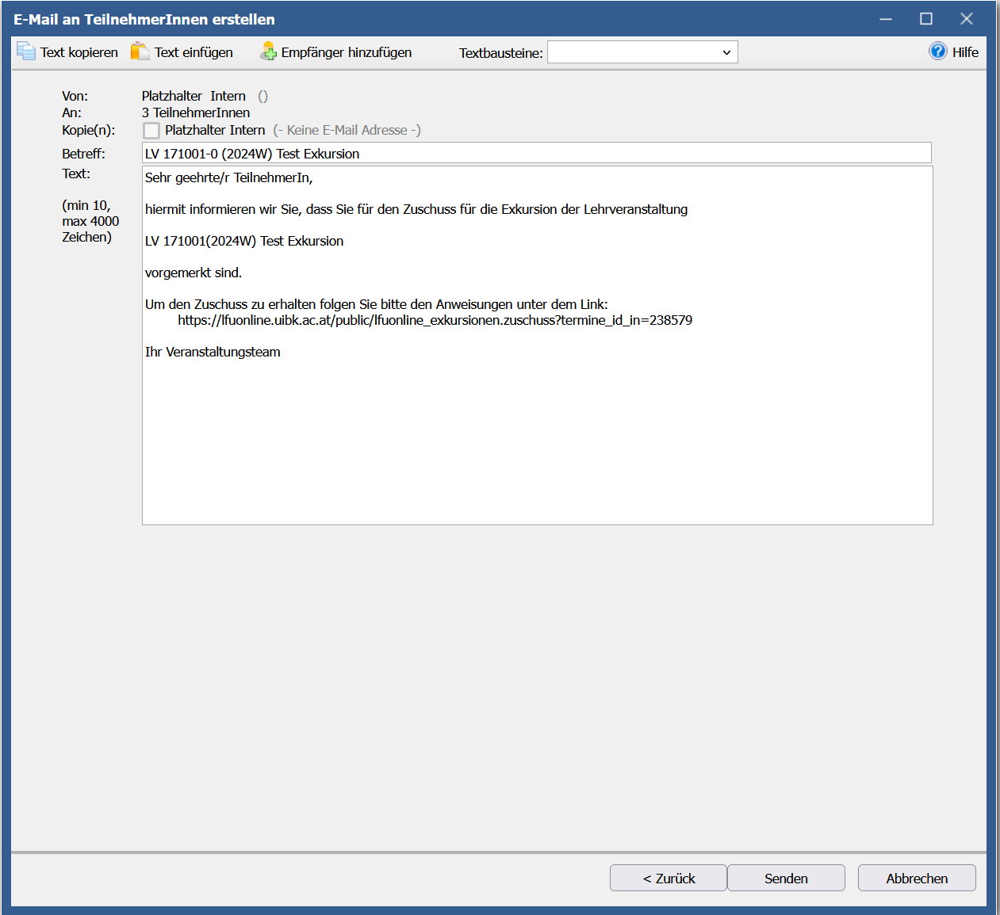 E-Mail an TeilnehmerInnen erstellen
Text kopieren Text einfügen Empfänger hinzufügen Textbausteine: Hilfe
Von: Platzhalter Intern ()
An: 3 TeilnehmerInnen
Kopie(n): Platzhalter Intern (- Keine E-Mail Adresse -)
Betreff: LV 171001-0 (2024W) Test Exkursion
Text:
(min 10,
max 4000
Zeichen)
Sehr geehrte/r TeilnehmerIn,
hiermit informieren wir Sie, dass Sie für den Zuschuss für die Exkursion der Lehrveranstaltung
LV 171001(2024W) Test Exkursion
vorgemerkt sind.
Um den Zuschuss zu erhalten folgen Sie bitte den Anweisungen unter dem Link:
https://lfuonline.uibk.ac.at/public/lfuonline_exkursionen.zuschuss?termine_id_in=238579
Ihr Veranstaltungsteam
< Zurück Senden Abbrechen